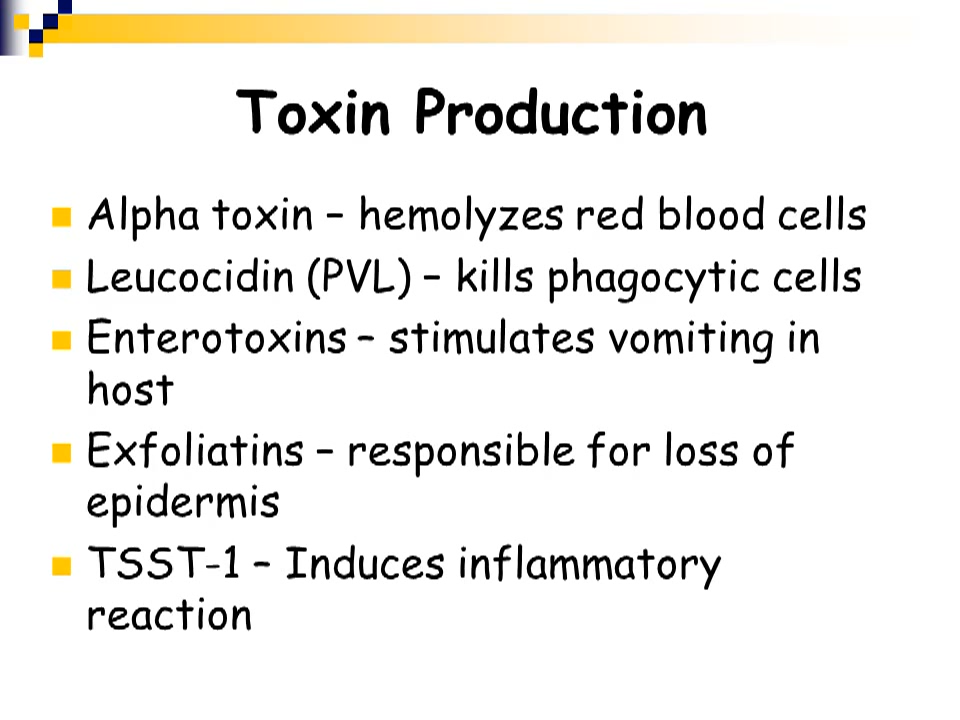 Toxin Production
Alpha toxin – hemolyzes red blood cells
Leucocidin (PVL) – kills phagocytic cells
Enterotoxins – stimulates vomiting in
host
Exfoliatins – responsible for loss of
epidermis
TSST-1 – Induces inflammatory
reaction